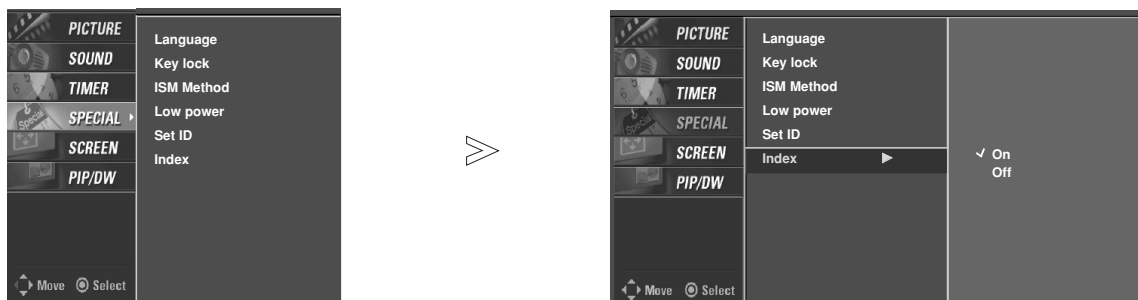 PICTURE
SOUND
TIMER
SPECIAL
SCREEN
PIP/DW
Move Select
Language
Key lock
ISM Method
Low power
Set ID
Index
PICTURE
SOUND
TIMER
SPECIAL
SCREEN
PIP/DW
Move Select
Language
Key lock
ISM Method
Low power
Set ID
Index
On
Off